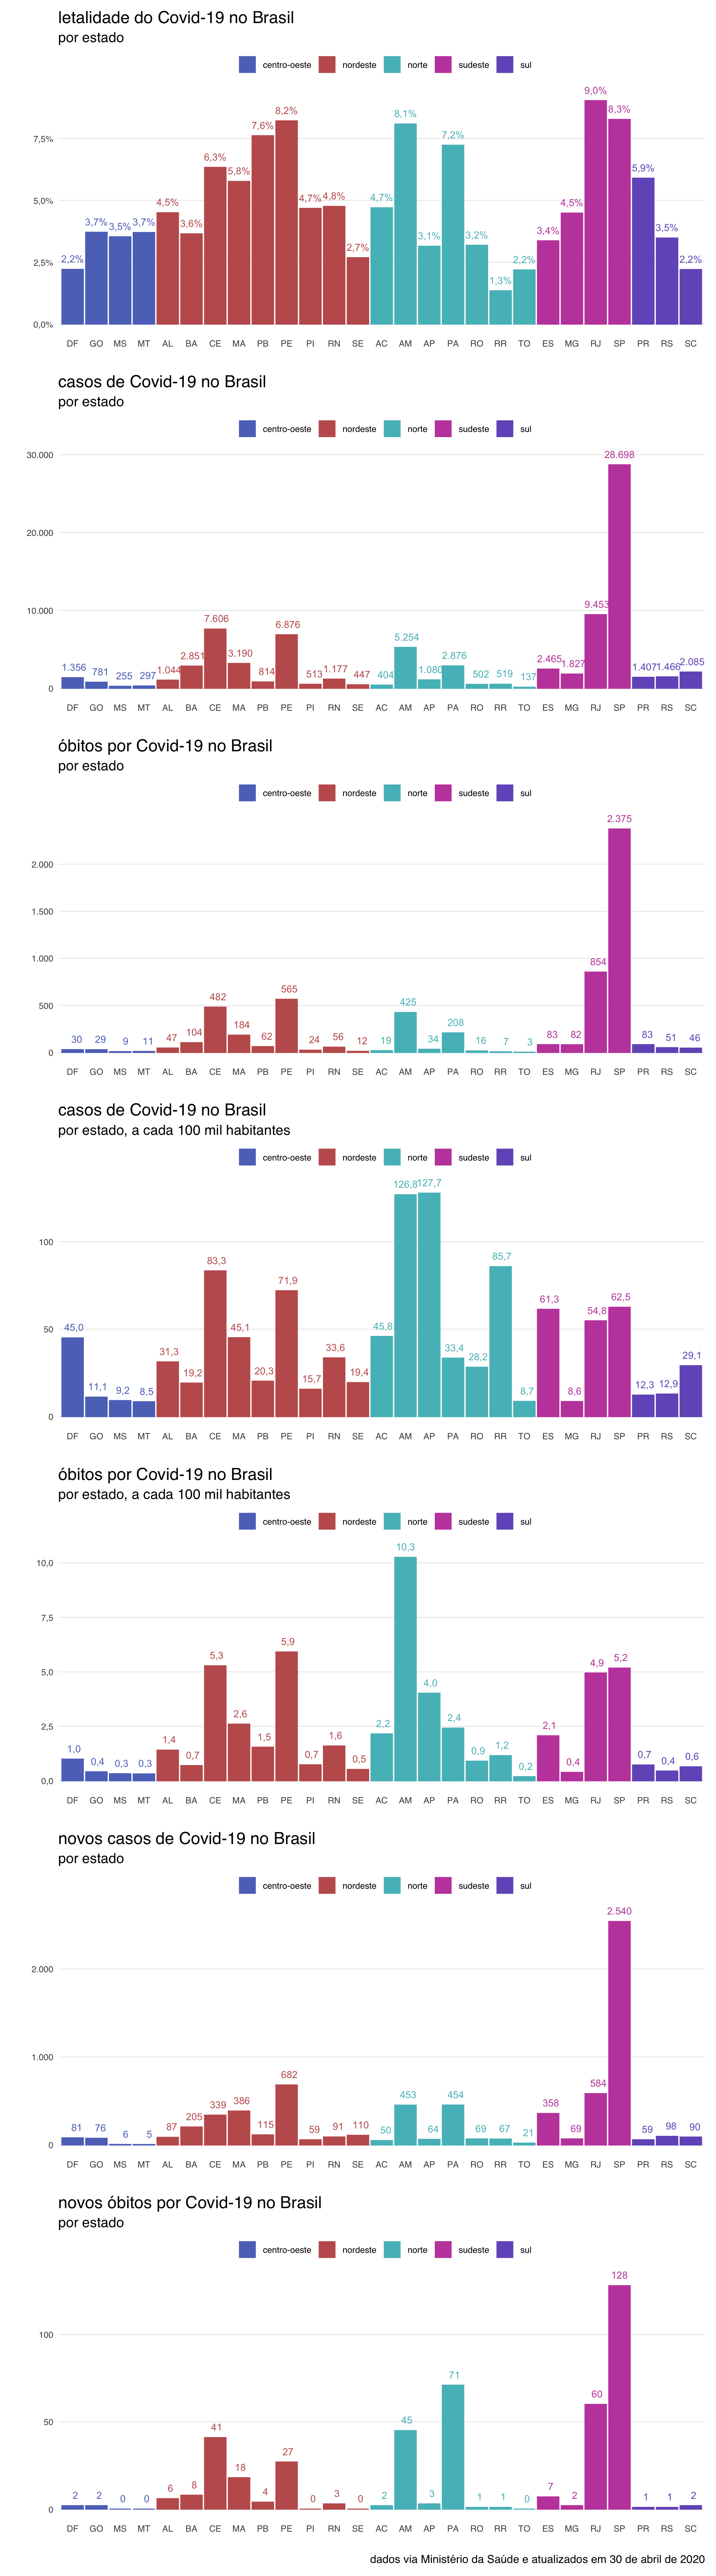 letalidade do Covid-19 no Brasil
por estado
centro-oeste nordeste norte sudeste sul
9,0%
8,2% 8,1% 8,3%
7,6% 7,2%
7,5%
6,3% 5,8% 5,9%
5,0%
4,5% 4,7% 4,8% 4,7% 4,5%
3,7% 3,5% 3,7% 3,6% 3,1% 3,2% 3,4% 3,5%
2,5%
2,2% 2,7% 2,2% 2,2%
1,3%
0,0%
DF GO MS MT AL BA CE MA PB PE PI RN SE AC AM AP PA RO RR TO ES MG RJ SP PR RS SC
casos de Covid-19 no Brasil
por estado
centro-oeste nordeste norte sudeste sul
30.000
28.698
20.000
10.000
1.356 781 255 297 1.044 2.851 7.606 3.190 814 6.876 513 1.177 447 404 5.254 1.080 2.876 502 519 137 2.465 1.827 9.453 1.407 1.466 2.085
0
DF GO MS MT AL BA CE MA PB PE PI RN SE AC AM AP PA RO RR TO ES MG RJ SP PR RS SC
óbitos por Covid-19 no Brasil
por estado
centro-oeste nordeste norte sudeste sul
2.375
2.000
1.500
1.000
500
30 29 9 11 47 104 482 184 62 565 24 56 12 19 425 34 208 16 7 3 83 82 854 83 51 46
0
DF GO MS MT AL BA CE MA PB PE PI RN SE AC AM AP PA RO RR TO ES MG RJ SP PR RS SC
casos de Covid-19 no Brasil
por estado, a cada 100 mil habitantes
centro-oeste nordeste norte sudeste sul
100
50
45,0 11,1 9,2 8,5 31,3 19,2 83,3 45,1 20,3 71,9 15,7 33,6 19,4 45,8 126,8 127,7 33,4 28,2 85,7 8,7 61,3 8,6 54,8 62,5 12,3 12,9 29,1
0
DF GO MS MT AL BA CE MA PB PE PI RN SE AC AM AP PA RO RR TO ES MG RJ SP PR RS SC
óbitos por Covid-19 no Brasil
por estado, a cada 100 mil habitantes
centro-oeste nordeste norte sudeste sul
10,0
7,5
5,0
2,5
1,0 0,4 0,3 0,3 1,4 0,7 5,3 2,6 1,5 5,9 0,7 1,6 0,5 2,2 10,3 4,0 2,4 0,9 1,2 0,2 2,1 0,4 4,9 5,2 0,7 0,4 0,6
0,0
DF GO MS MT AL BA CE MA PB PE PI RN SE AC AM AP PA RO RR TO ES MG RJ SP PR RS SC
novos casos de Covid-19 no Brasil
por estado
centro-oeste nordeste norte sudeste sul
2.540
2.000
1.000
81 76 6 5 87 205 339 386 115 682 59 91 110 50 453 64 454 69 67 21 358 69 584 59 98 90
0
DF GO MS MT AL BA CE MA PB PE PI RN SE AC AM AP PA RO RR TO ES MG RJ SP PR RS SC
novos óbitos por Covid-19 no Brasil
por estado
centro-oeste nordeste norte sudeste sul
128
100
50
2 2 0 0 6 8 41 18 4 27 0 3 0 2 45 3 71 1 1 0 7 2 60 1 1 2
0
DF GO MS MT AL BA CE MA PB PE PI RN SE AC AM AP PA RO RR TO ES MG RJ SP PR RS SC
dados via Ministério da Saúde e atualizados em 30 de abril de 2020